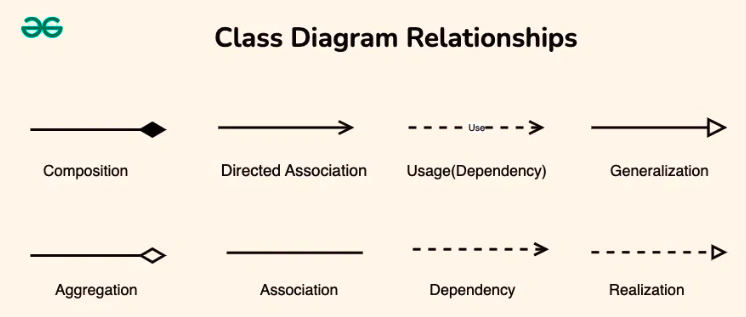 Class Diagram Relationships
Use
Composition
Directed Association
Usage(Dependency)
Generalization
Aggregation
Association
Dependency
Realization